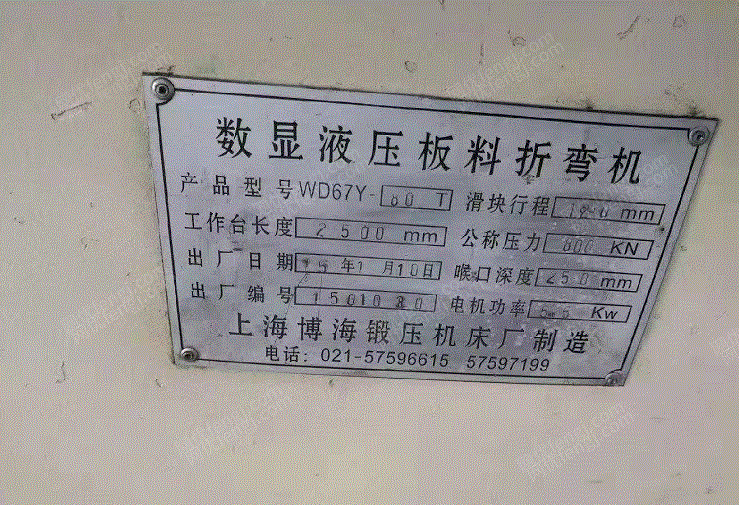 数显液压板料折弯机
产品型号WD67Y-80 T 滑块行程 mm
工作台长度 2500 mm 公称压力 800 KN
出厂日期 15年1月10日 喉口深度 250 mm
出厂编号 1501030 电机功率 Kw
上海博海锻压机床厂制造
电话：021-57596615 57597199